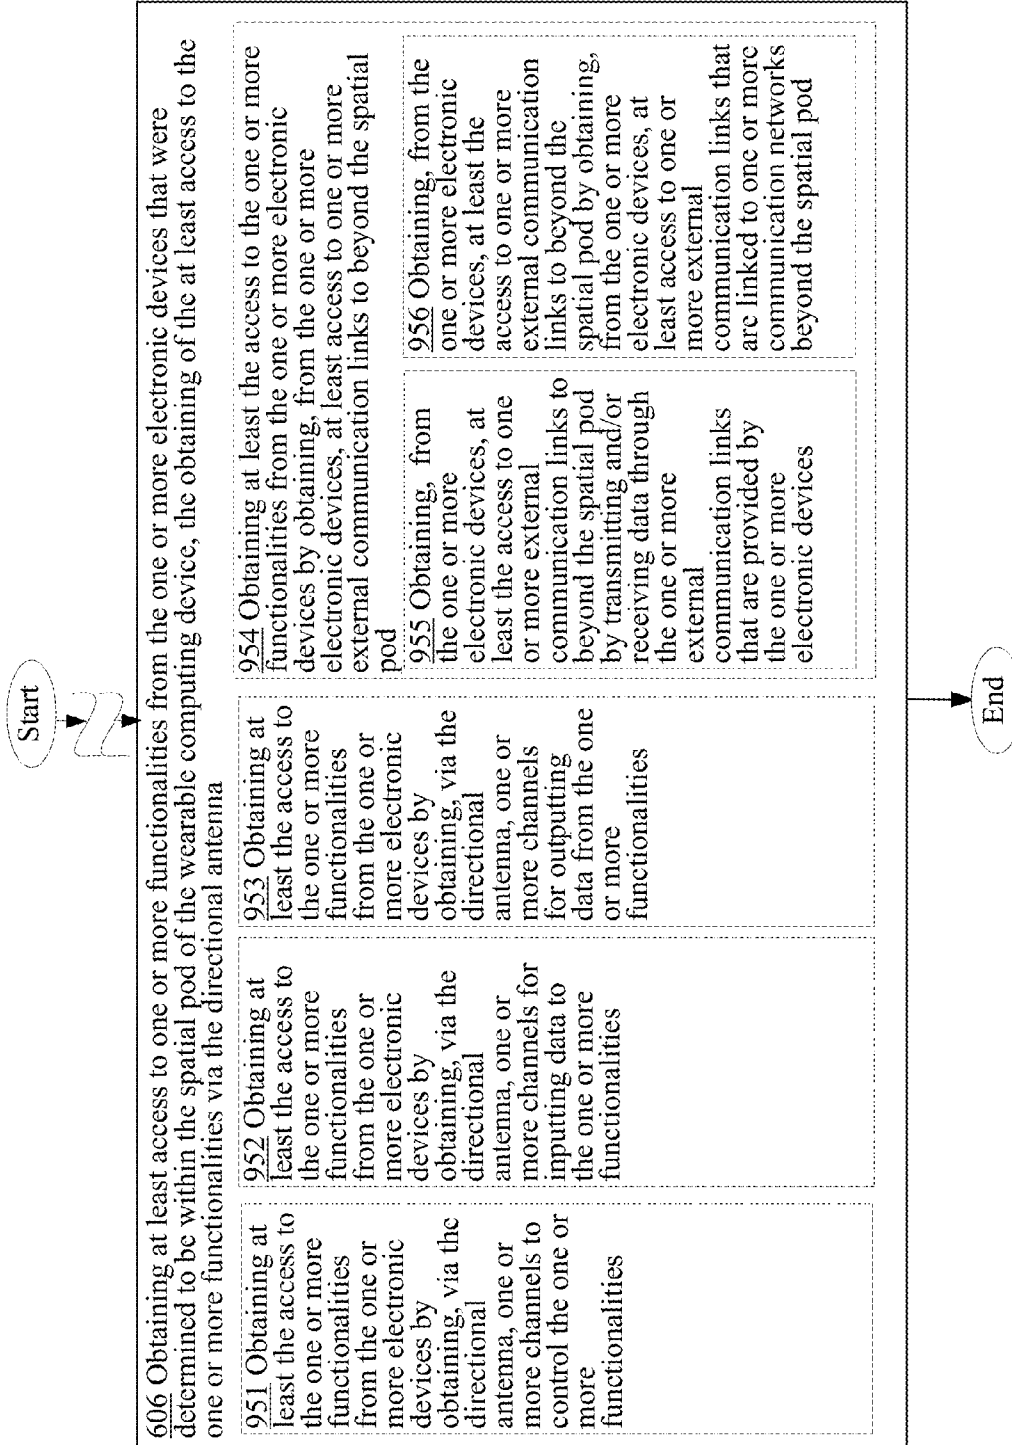 Start
606 Obtaining at least access to one or more functionalities from the one or more electronic devices that were
determined to be within the spatial pod of the wearable computing device, the obtaining of the at least access to the
one or more functionalities via the directional antenna
951 Obtaining at
least the access to
the one or more
functionalities
from the one or
more electronic
devices by
obtaining, via the
directional
antenna, one or
more channels to
control the one or
more
functionalities
952 Obtaining at
least the access to
the one or more
functionalities
from the one or
more electronic
devices by
obtaining, via the
directional
antenna, one or
more channels for
inputing data to
the one or more
functionalities
953 Obtaining at
least the access to
the one or more
functionalities
from the one or
more electronic
devices by
obtaining, via the
directional
antenna, one or
more channels
for outputing
data from the one
or more
functionalities
954 Obtaining at least the access to the one or more
functionalities from the one or more electronic
devices by obtaining, from the one or more
electronic devices, at least access to one or more
external communication links to beyond the spatial
pod
955 Obtaining, from
the one or more
electronic devices, at
least the access to one
or more external
communication links to
beyond the spatial pod
by transmitting and/or
receiving data through
the one or more
external
communication links
that are provided by
the one or more
electronic devices
956 Obtaining, from the
one or more electronic
devices, at least the
access to one or more
external communication
links to beyond the
spatial pod by obtaining,
from the one or more
electronic devices, at
least access to one or
more external
communication links that
are linked to one or more
communication networks
beyond the spatial pod
End